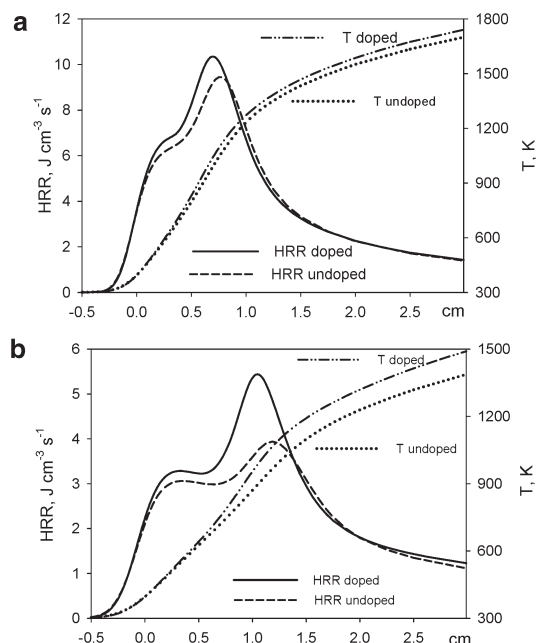 a
12
10
8
6
4
2
0
HRR, J cm⁻³ s⁻¹
1800
1500
1200
900
600
300
T, K
T doped
T undoped
HRR doped
HRR undoped
-0.5 0.0 0.5 1.0 1.5 2.0 2.5 cm
b
6
5
4
3
2
1
0
HRR, J cm⁻³ s⁻¹
1500
1200
900
600
300
T, K
T doped
T undoped
HRR doped
HRR undoped
-0.5 0.0 0.5 1.0 1.5 2.0 2.5 cm